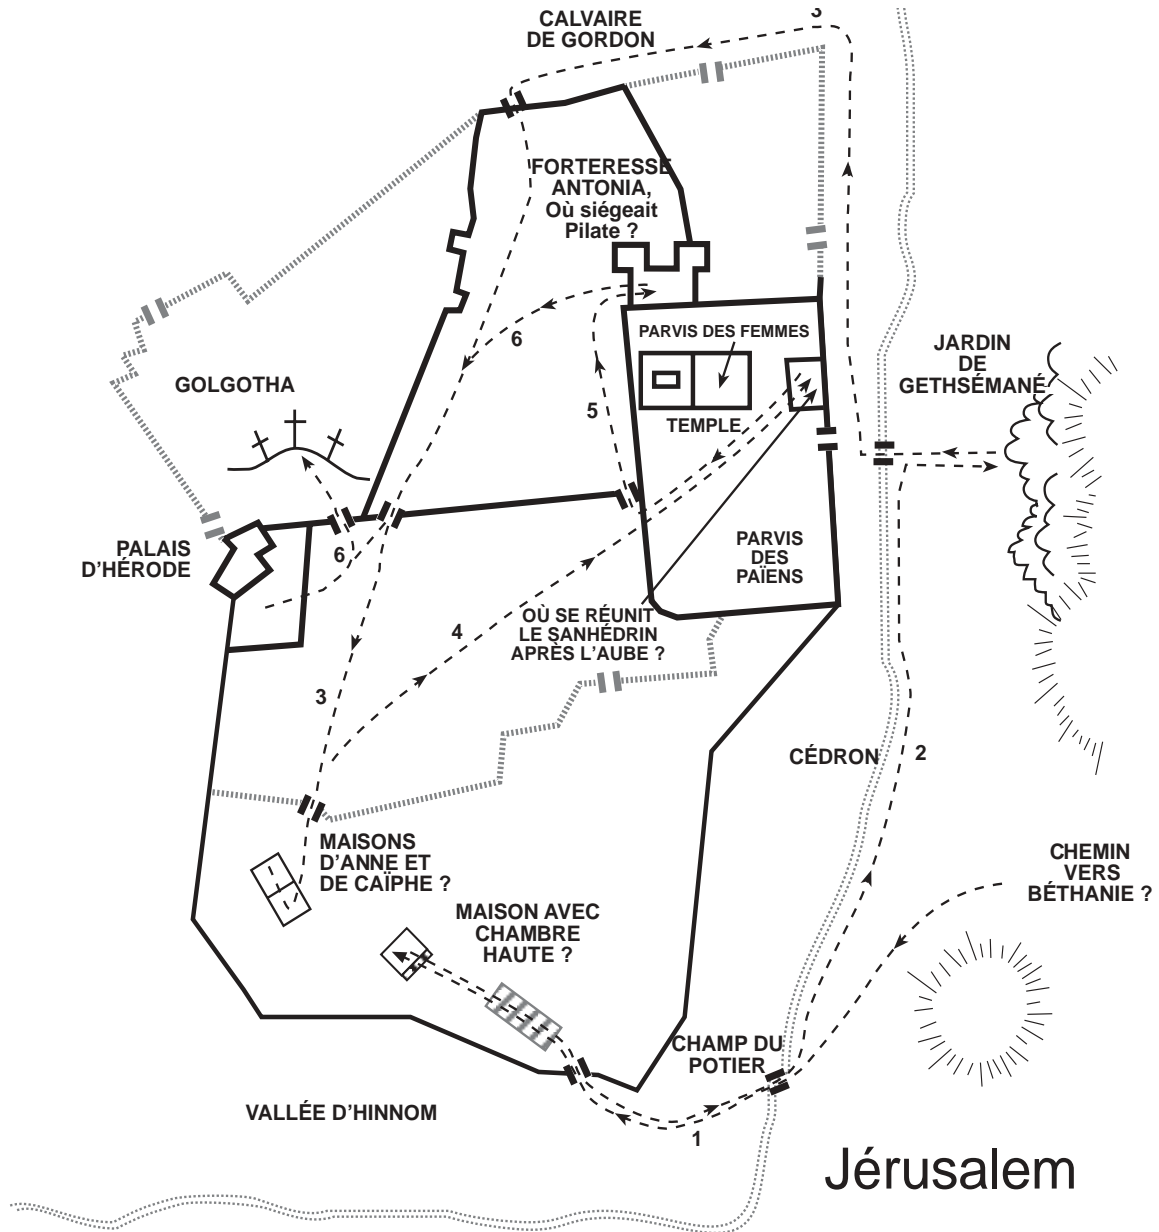 3
CALVAIRE
DE GORDON
FORTERESSE
ANTONIA,
Où siégeait
Pilate ?
6
PARVIS DES FEMMES
JARDIN
DE
GETHSÉMANÉ
GOLGOTHA
5
TEMPLE
PALAIS
D'HÉRODE
6
PARVIS
DES
PAÏENS
OÙ SE RÉUNIT
LE SANHÉDRIN
APRÈS L'AUBE ?
4
3
CÉDRON
2
MAISONS
D'ANNE ET
DE CAÏPHE ?
CHEMIN
VERS
BÉTHANIE ?
MAISON AVEC
CHAMBRE
HAUTE ?
CHAMP DU
POTIER
VALLÉE D'HINNOM
1
Jérusalem